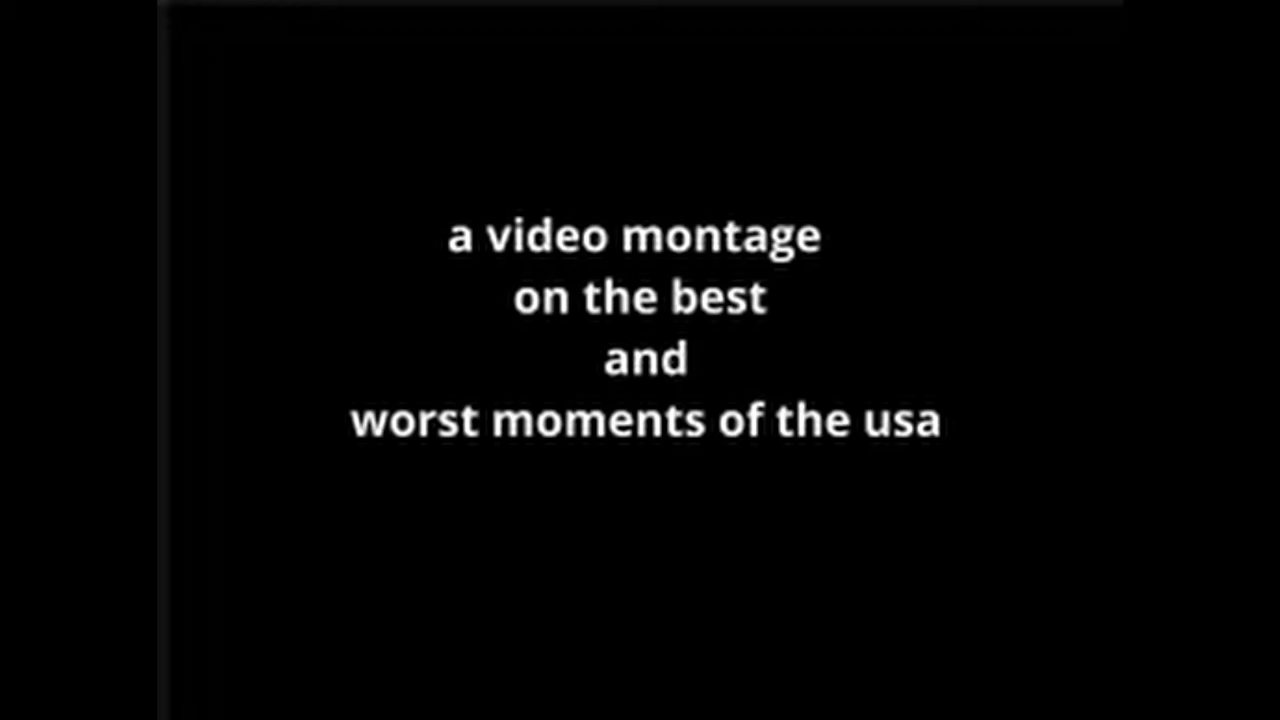 a video montage
on the best
and
worst moments of the usa